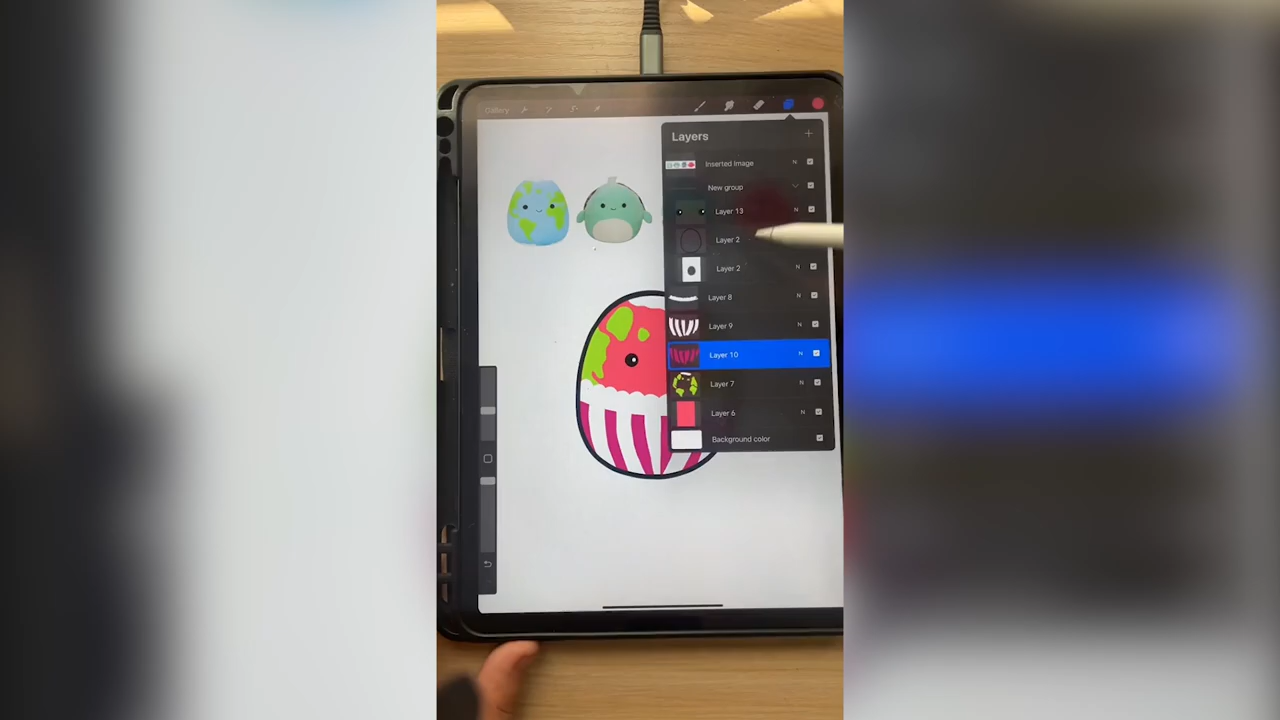 Gallery
Layers
Inserted Image N
New group
Layer 13 N
Layer 2
Layer 2 N
Layer 8 N
Layer 9 N
Layer 10 N
Layer 7 N
Layer 6 N
Background color